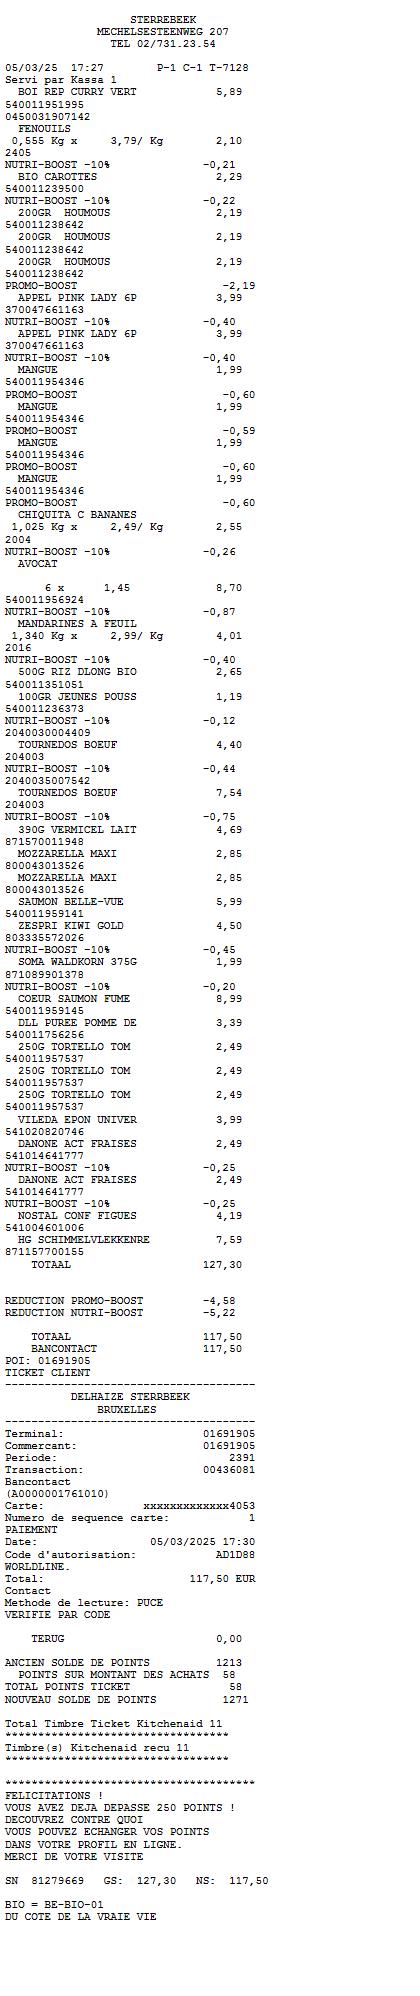 STERREBEEK
MECHELSESTEENWEG 207
TEL 02/731.23.54
05/03/25 17:27 P-1 C-1 T-7128
Servi par Kassa 1
BOI REP CURRY VERT 5,89
540011951995
0450031907142
FENOUILS
0,555 Kg x 3,79/ Kg 2,10
2405
NUTRI-BOOST -10% -0,21
BIO CAROTTES 2,29
540011239500
NUTRI-BOOST -10% -0,22
200GR HOUMOUS 2,19
540011238642
200GR HOUMOUS 2,19
540011238642
200GR HOUMOUS 2,19
540011238642
PROMO-BOOST -2,19
APPEL PINK LADY 6P 3,99
370047661163
NUTRI-BOOST -10% -0,40
APPEL PINK LADY 6P 3,99
370047661163
NUTRI-BOOST -10% -0,40
MANGUE 1,99
540011954346
PROMO-BOOST -0,60
MANGUE 1,99
540011954346
PROMO-BOOST -0,59
MANGUE 1,99
540011954346
PROMO-BOOST -0,60
MANGUE 1,99
540011954346
PROMO-BOOST -0,60
CHIQUITA C BANANES
1,025 Kg x 2,49/ Kg 2,55
2004
NUTRI-BOOST -10% -0,26
AVOCAT
6 x 1,45 8,70
540011956924
NUTRI-BOOST -10% -0,87
MANDARINES A FEUIL
1,340 Kg x 2,99/ Kg 4,01
2016
NUTRI-BOOST -10% -0,40
500G RIZ DLONG BIO 2,65
540011351051
100GR JEUNES POUSS 1,19
540011236373
NUTRI-BOOST -10% -0,12
2040030004409
TOURNEDOS BOEUF 4,40
204003
NUTRI-BOOST -10% -0,44
2040035007542
TOURNEDOS BOEUF 7,54
204003
NUTRI-BOOST -10% -0,75
390G VERMICEL LAIT 4,69
871570011948
MOZZARELLA MAXI 2,85
800043013526
MOZZARELLA MAXI 2,85
800043013526
SAUMON BELLE-VUE 5,99
540011959141
ZESPRI KIWI GOLD 4,50
803335572026
NUTRI-BOOST -10% -0,45
SOMA WALDKORN 375G 1,99
871089901378
NUTRI-BOOST -10% -0,20
COEUR SAUMON FUME 8,99
540011959145
DLL PUREE POMME DE 3,39
540011756256
250G TORTELLO TOM 2,49
540011957537
250G TORTELLO TOM 2,49
540011957537
250G TORTELLO TOM 2,49
540011957537
VILEDA EPON UNIVER 3,99
541020820746
DANONE ACT FRAISES 2,49
541014641777
NUTRI-BOOST -10% -0,25
DANONE ACT FRAISES 2,49
541014641777
NUTRI-BOOST -10% -0,25
NOSTAL CONF FIGUES 4,19
541004601006
HG SCHIMMELVLEKKENRE 7,59
871157700155
TOTAAL 127,30
REDUCTION PROMO-BOOST -4,58
REDUCTION NUTRI-BOOST -5,22
TOTAAL 117,50
BANCONTACT 117,50
POI: 01691905
TICKET CLIENT
--------------------------------------
DELHAIZE STERRBEEK
BRUXELLES
--------------------------------------
Terminal: 01691905
Commercant: 01691905
Periode: 2391
Transaction: 00436081
Bancontact
(A0000001761010)
Carte: xxxxxxxxxxxxx4053
Numero de sequence carte: 1
PAIEMENT
Date: 05/03/2025 17:30
Code d'autorisation: AD1D88
WORLDLINE.
Total: 117,50 EUR
Contact
Methode de lecture: PUCE
VERIFIE PAR CODE
TERUG 0,00
ANCIEN SOLDE DE POINTS 1213
POINTS SUR MONTANT DES ACHATS 58
TOTAL POINTS TICKET 58
NOUVEAU SOLDE DE POINTS 1271
Total Timbre Ticket Kitchenaid 11
**********************************
Timbre(s) Kitchenaid recu 11
**********************************
**************************************
FELICITATIONS !
VOUS AVEZ DEJA DEPASSE 250 POINTS !
DECOUVREZ CONTRE QUOI
VOUS POUVEZ ECHANGER VOS POINTS
DANS VOTRE PROFIL EN LIGNE.
MERCI DE VOTRE VISITE
SN 81279669 GS: 127,30 NS: 117,50
BIO = BE-BIO-01
DU COTE DE LA VRAIE VIE